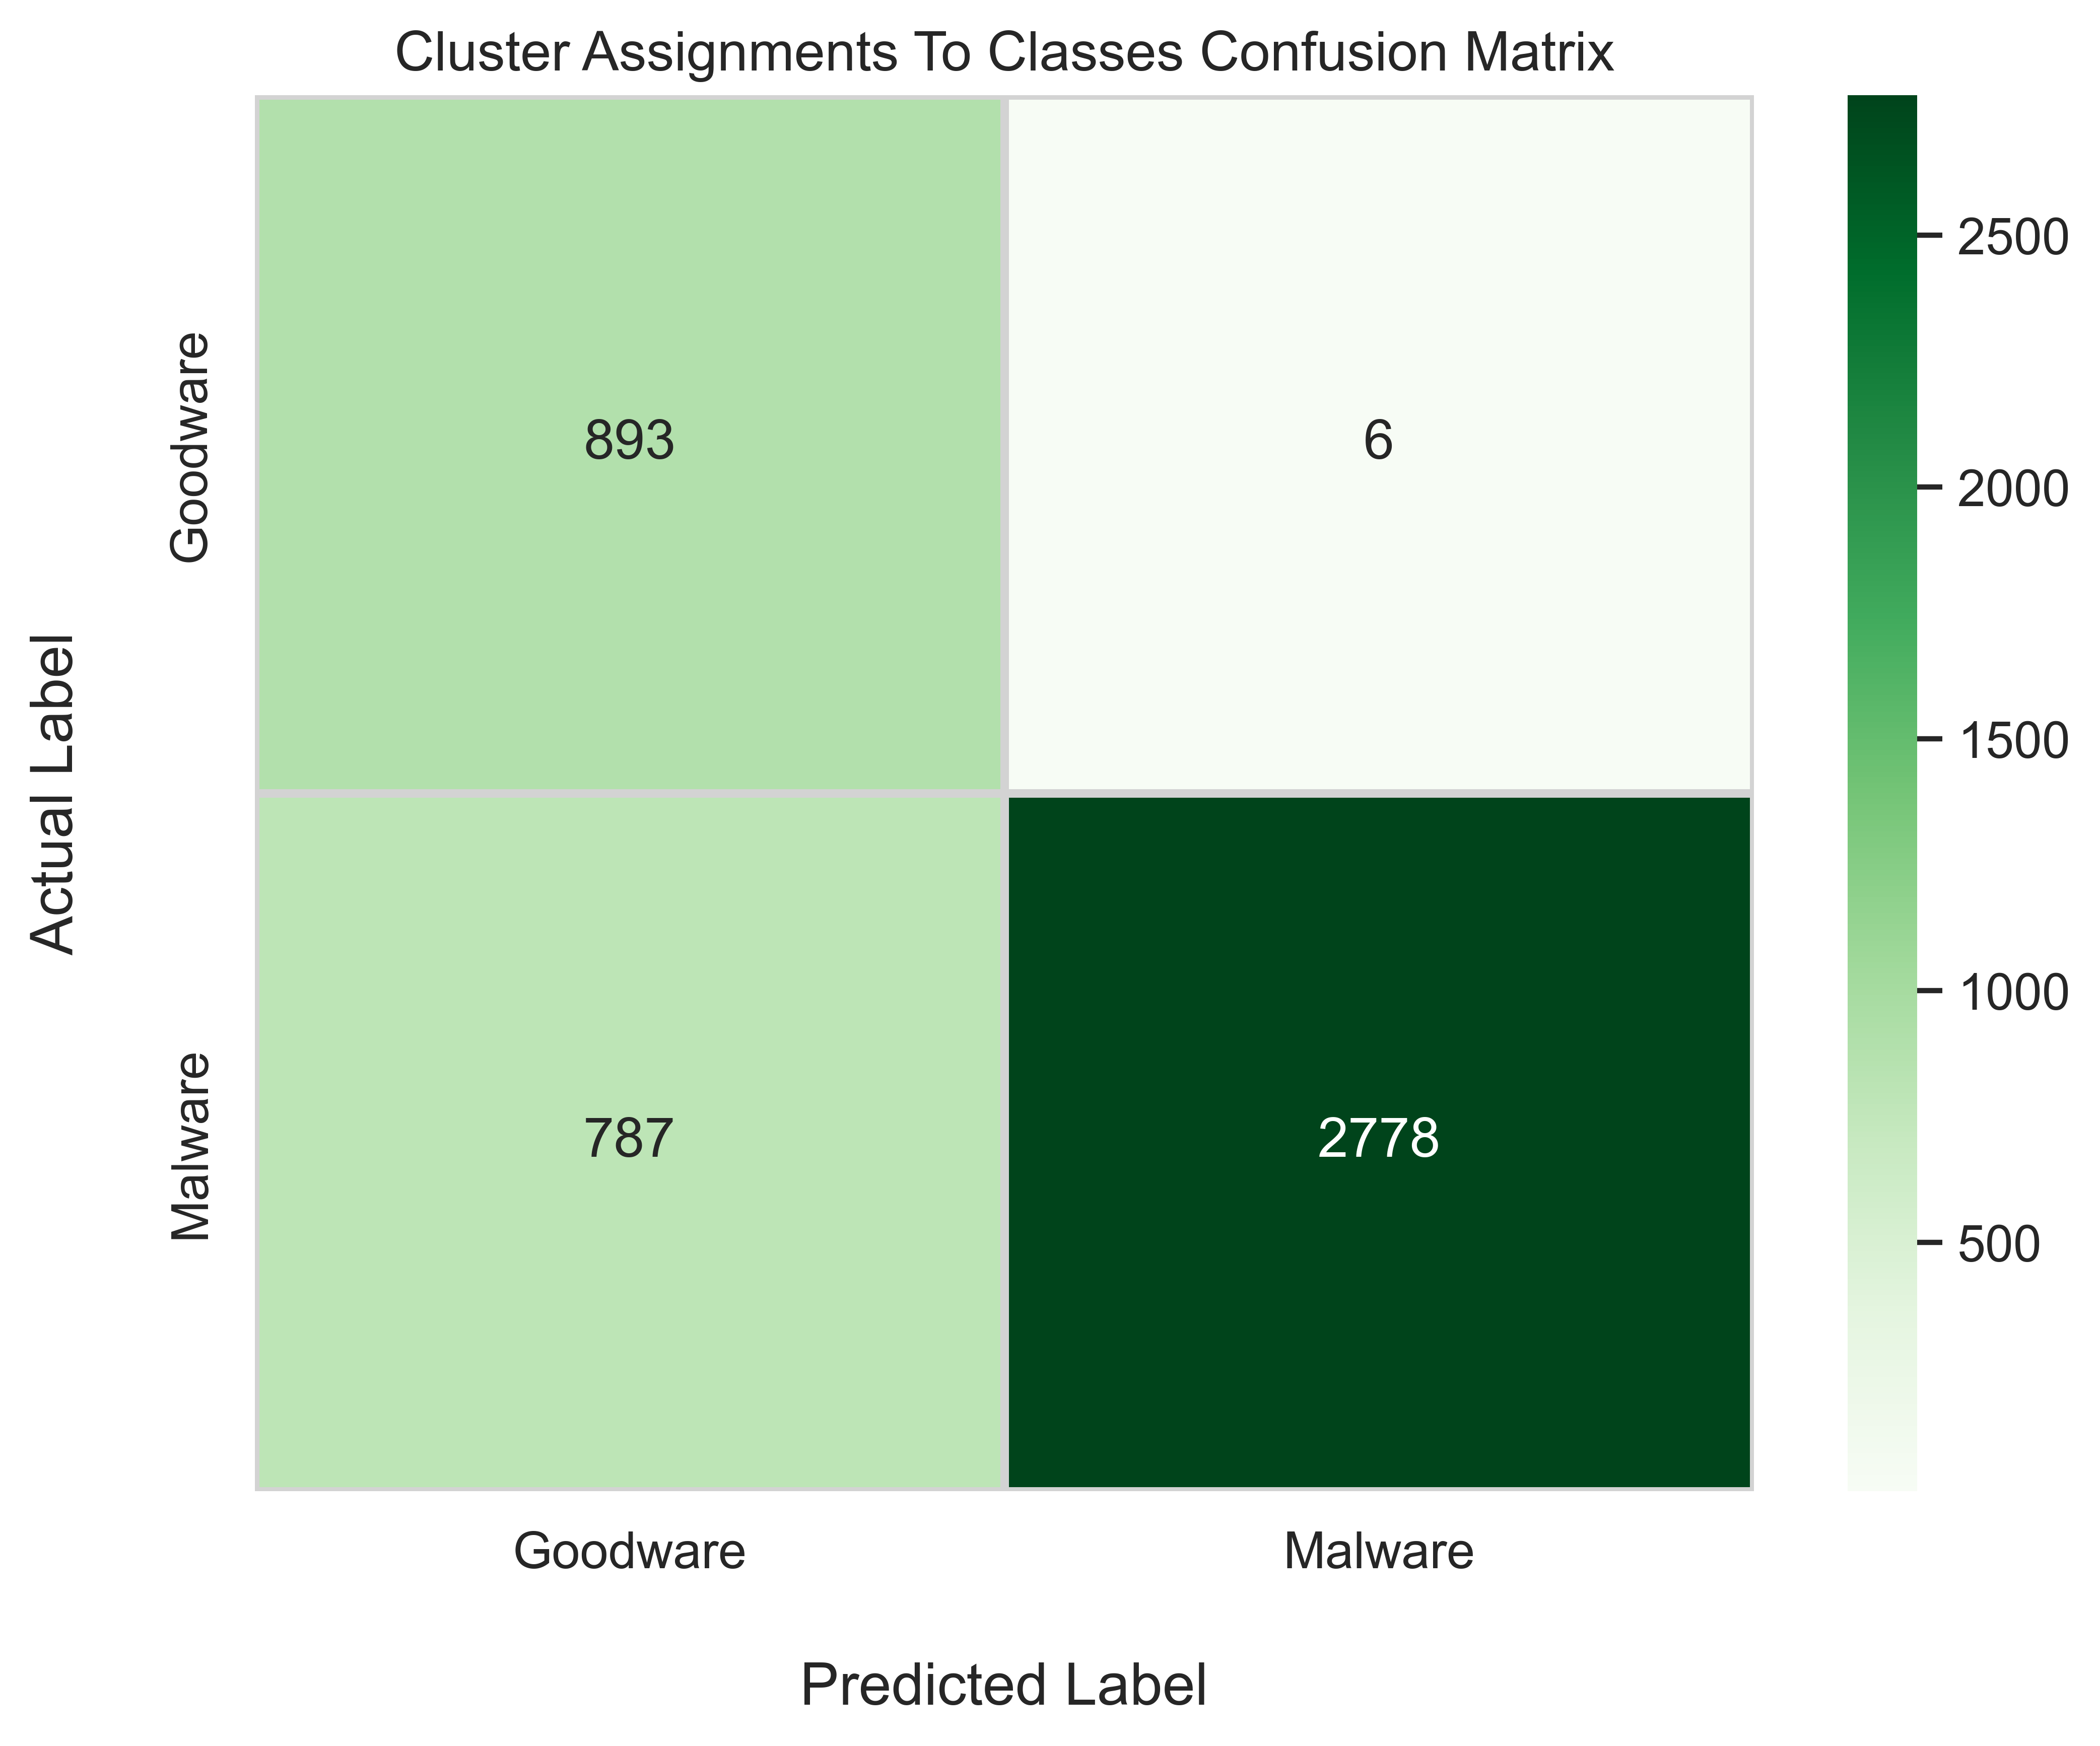 Cluster Assignments To Classes Confusion Matrix
Actual Label
Goodware
893
6
Malware
787
2778
Goodware
Malware
Predicted Label
2500
2000
1500
1000
500